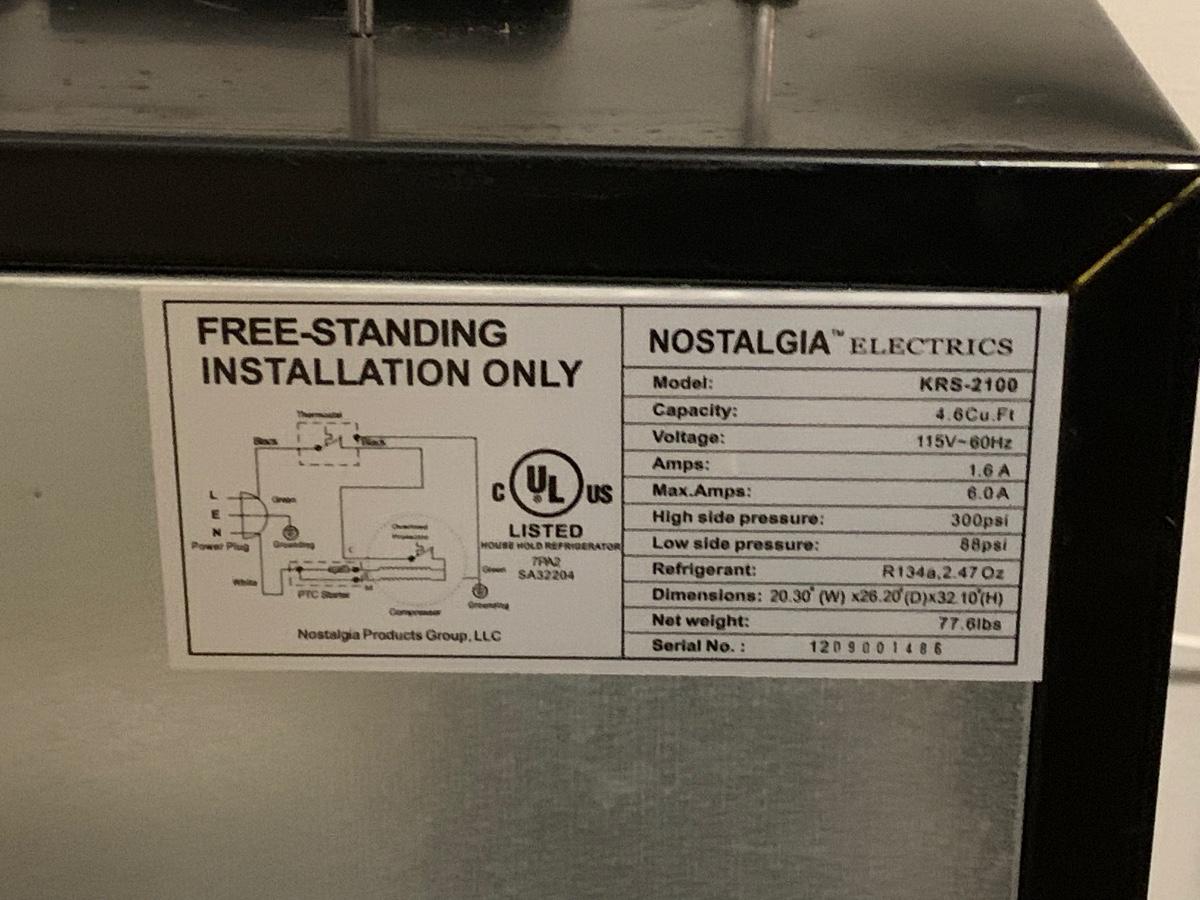 FREE-STANDING
INSTALLATION ONLY
Thermostat
Black
Black
L
E
N
Green
Grounding
Power Plug
White
PTC Starter
Overload
Protector
C
M
Compressor
Green
Grounding
C UL US
®
LISTED
HOUSE HOLD REFRIGERATOR
7PA2
SA32204
Nostalgia Products Group, LLC
NOSTALGIA™ ELECTRICS
Model: KRS-2100
Capacity: 4.6Cu.Ft
Voltage: 115V~60Hz
Amps: 1.6 A
Max.Amps: 6.0 A
High side pressure: 300psi
Low side pressure: 88psi
Refrigerant: R134a,2.47 Oz
Dimensions: 20.30"(W) x26.20"(D)x32.10"(H)
Net weight: 77.6lbs
Serial No. : 1209001486